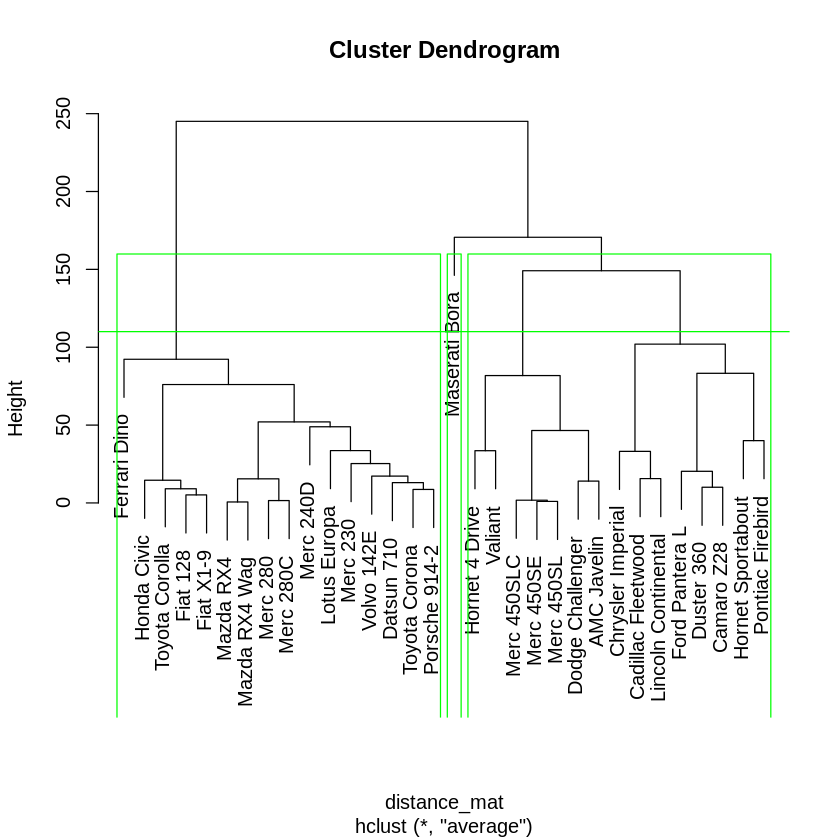 Cluster Dendrogram
Height
250
200
150
100
50
0
Ferrari Dino
Honda Civic
Toyota Corolla
Fiat 128
Fiat X1-9
Mazda RX4
Mazda RX4 Wag
Merc 280
Merc 280C
Merc 240D
Lotus Europa
Merc 230
Volvo 142E
Datsun 710
Toyota Corona
Porsche 914-2
Maserati Bora
Hornet 4 Drive
Valiant
Merc 450SLC
Merc 450SE
Merc 450SL
Dodge Challenger
AMC Javelin
Chrysler Imperial
Cadillac Fleetwood
Lincoln Continental
Ford Pantera L
Duster 360
Camaro Z28
Hornet Sportabout
Pontiac Firebird
distance_mat
hclust (*, "average")